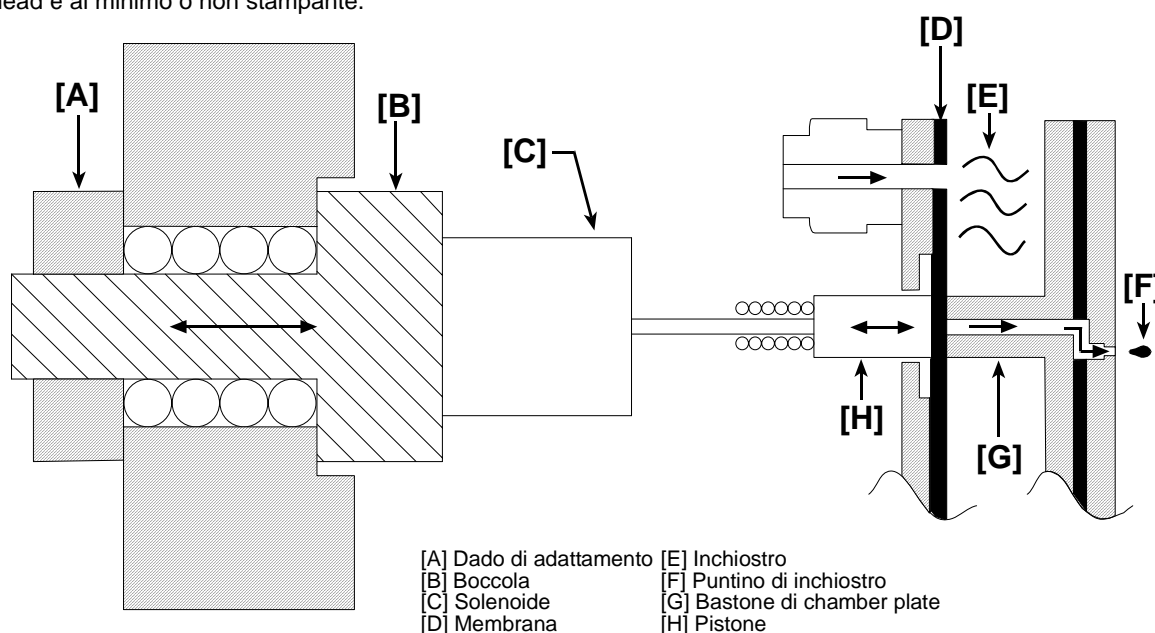 head è al minimo o non stampante.
[D]
[A]
[B]
[E]
[C]
[F]
[H]
[G]
[A] Dado di adattamento [E] Inchiostro
[B] Boccola [F] Puntino di inchiostro
[C] Solenoide [G] Bastone di chamber plate
[D] Membrana [H] Pistone